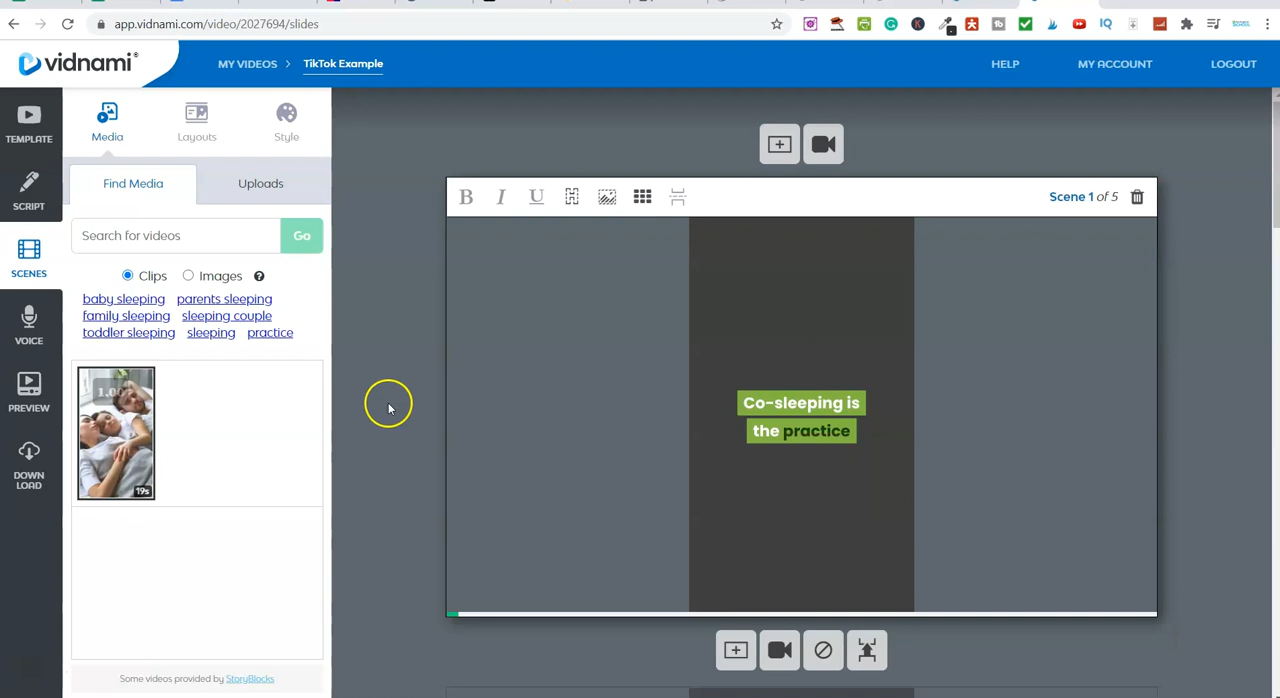 app.vidnami.com/video/2027694/slides
vidnami®
MY VIDEOS > TikTok Example
HELP
MY ACCOUNT
LOGOUT
TEMPLATE
SCRIPT
SCENES
VOICE
PREVIEW
DOWN
LOAD
Media
Layouts
Style
Find Media
Uploads
Search for videos
Go
Clips
Images
baby sleeping parents sleeping
family sleeping sleeping couple
toddler sleeping sleeping practice
19s
Some videos provided by StoryBlocks
B I U
Scene 1 of 5
Co-sleeping is
the practice